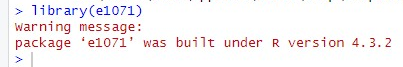 > library(e1071)
Warning message:
package ‘e1071’ was built under R version 4.3.2
>